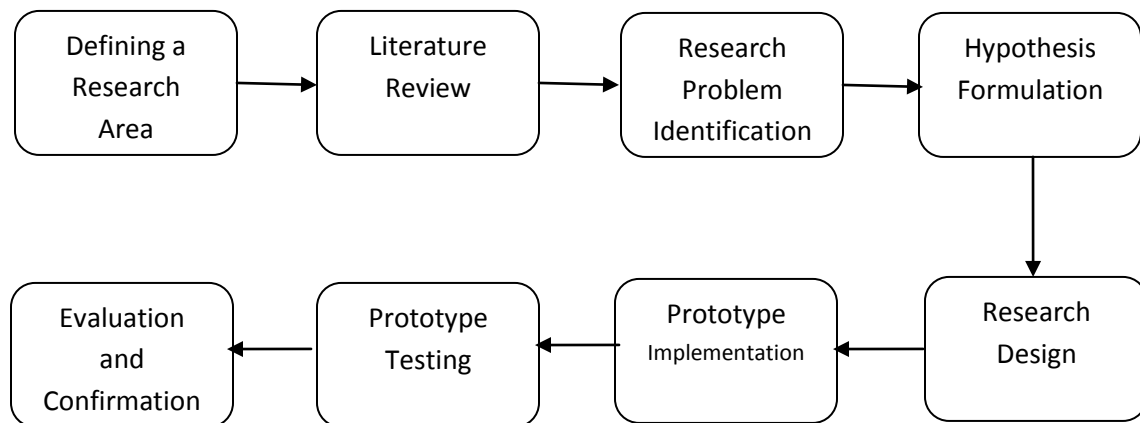 Defining a
Research
Area
Literature
Review
Research
Problem
Identification
Hypothesis
Formulation
Research
Design
Prototype
Implementation
Prototype
Testing
Evaluation
and
Confirmation